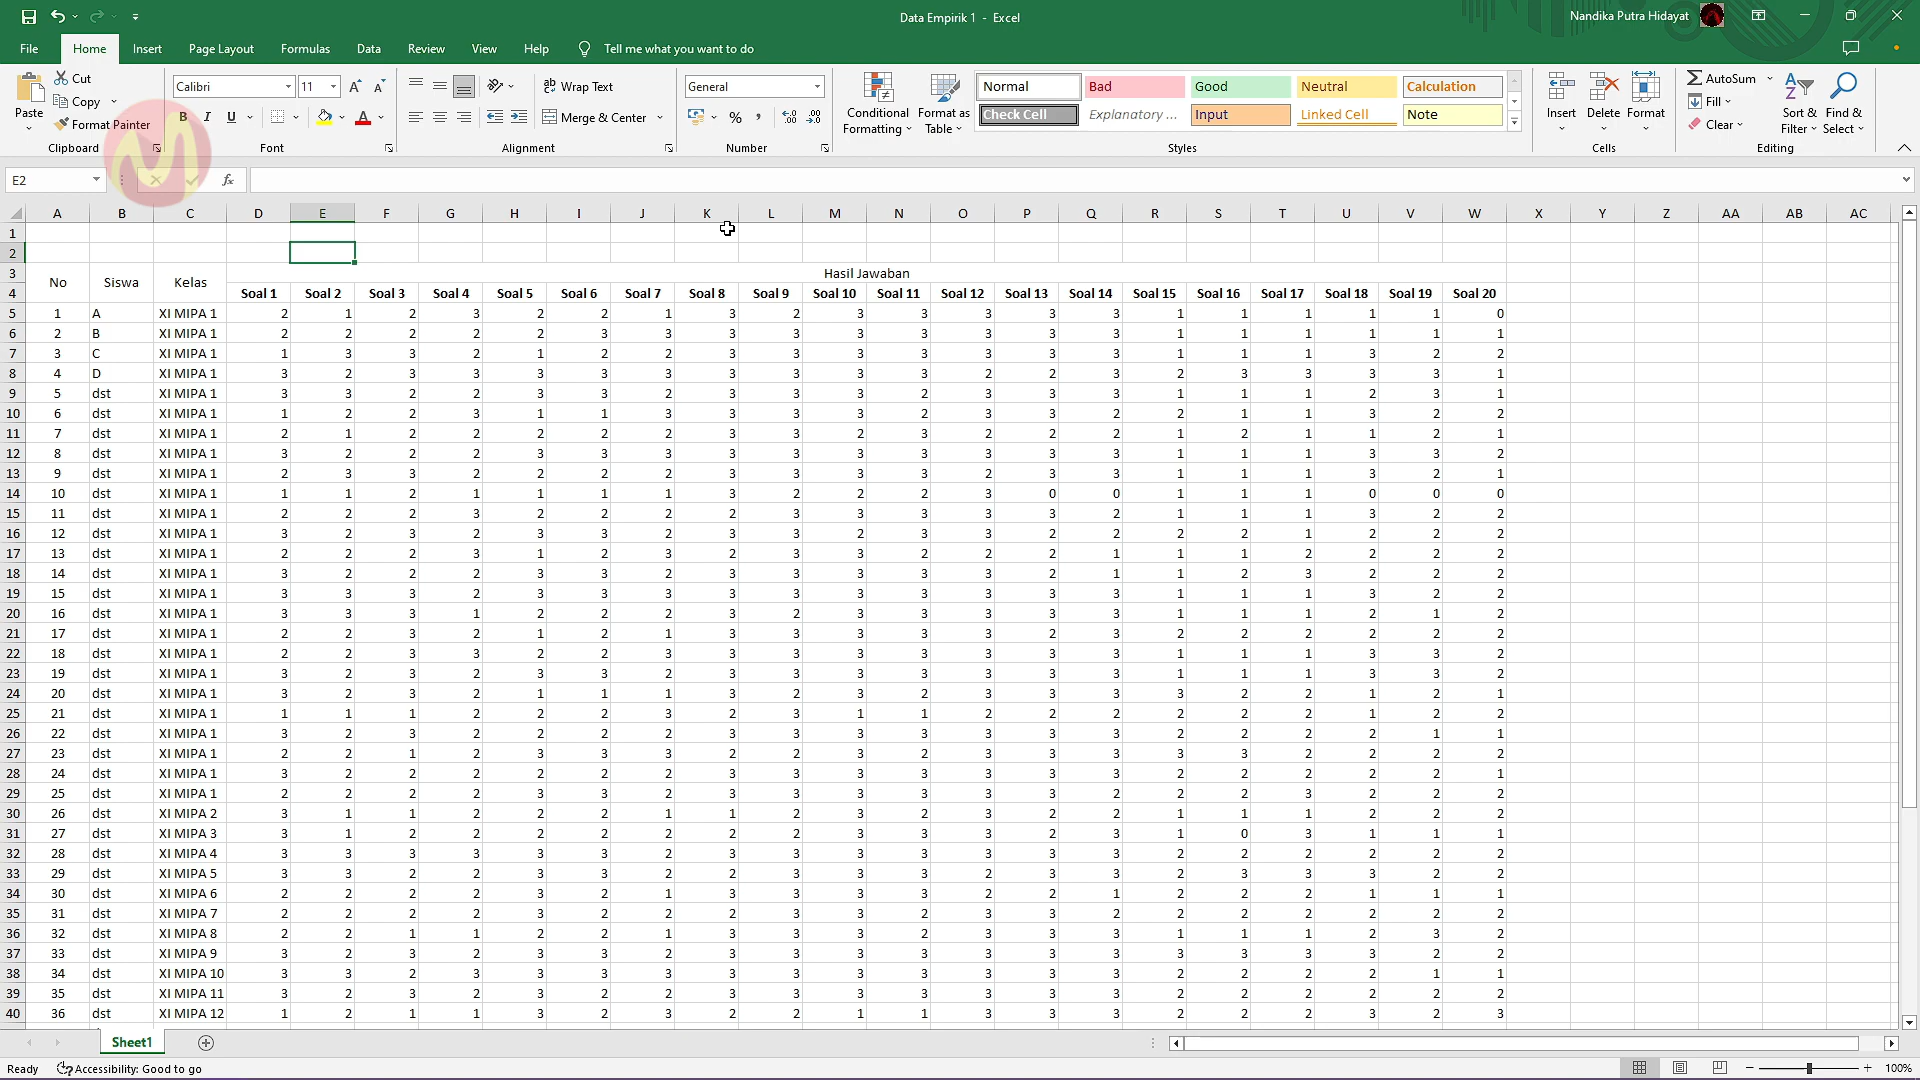 Data Empirik 1 - Excel
Nandika Putra Hidayat
File Home Insert Page Layout Formulas Data Review View Help Tell me what you want to do
Paste
Cut
Copy
Format Painter
Clipboard
Calibri 11
B I U
Font
Wrap Text
Merge & Center
Alignment
General
Number
Conditional Formatting
Format as Table
Normal Bad Good Neutral Calculation
Check Cell Explanatory ... Input Linked Cell Note
Styles
Insert Delete Format
Cells
AutoSum
Fill
Clear
Sort & Filter
Find & Select
Editing
E2 fx
A B C D E F G H I J K L M N O P Q R S T U V W X Y Z AA AB AC
1
2
3 No Siswa Kelas Hasil Jawaban
4 Soal 1 Soal 2 Soal 3 Soal 4 Soal 5 Soal 6 Soal 7 Soal 8 Soal 9 Soal 10 Soal 11 Soal 12 Soal 13 Soal 14 Soal 15 Soal 16 Soal 17 Soal 18 Soal 19 Soal 20
5 1 A XI MIPA 1 2 1 2 3 2 2 1 3 2 3 3 3 3 3 1 1 1 1 1 0
6 2 B XI MIPA 1 2 2 2 2 2 3 3 3 3 3 3 3 3 3 1 1 1 1 1 1
7 3 C XI MIPA 1 1 3 3 2 1 2 2 3 3 3 3 3 3 3 1 1 1 3 2 2
8 4 D XI MIPA 1 3 2 3 3 3 3 3 3 3 3 3 2 2 3 2 3 3 3 3 1
9 5 dst XI MIPA 1 3 3 2 2 3 3 2 3 3 3 2 3 3 3 1 1 1 2 3 1
10 6 dst XI MIPA 1 1 2 2 3 1 1 3 3 3 3 2 3 3 2 2 1 1 3 2 2
11 7 dst XI MIPA 1 2 1 2 2 2 2 2 3 3 2 3 2 2 2 1 2 1 1 2 1
12 8 dst XI MIPA 1 3 2 2 3 3 3 3 3 3 3 3 3 3 3 1 1 1 3 3 2
13 9 dst XI MIPA 1 2 3 3 2 2 2 2 3 3 3 3 2 3 3 1 1 1 3 2 1
14 10 dst XI MIPA 1 1 1 2 1 1 1 1 3 2 2 2 3 0 0 1 1 1 0 0 0
15 11 dst XI MIPA 1 2 2 2 3 2 2 2 3 3 3 3 3 3 2 1 1 1 3 2 2
16 12 dst XI MIPA 1 3 2 3 2 3 3 2 3 3 2 3 3 2 2 2 2 1 2 2 2
17 13 dst XI MIPA 1 2 2 2 3 1 2 3 2 3 3 2 2 2 1 1 1 2 2 2 2
18 14 dst XI MIPA 1 3 2 2 2 3 3 2 3 3 3 3 3 2 1 1 2 3 2 2 2
19 15 dst XI MIPA 1 3 3 3 2 3 3 3 3 3 3 3 3 3 3 1 1 1 3 2 2
20 16 dst XI MIPA 1 3 3 3 1 2 2 2 3 2 3 3 3 3 3 1 1 1 2 1 2
21 17 dst XI MIPA 1 2 2 3 2 1 2 1 3 3 3 3 3 2 3 2 2 2 2 2 2
22 18 dst XI MIPA 1 2 2 3 3 2 2 3 3 3 3 3 3 3 3 1 1 1 3 3 2
23 19 dst XI MIPA 1 3 2 3 2 3 3 2 3 3 3 3 3 3 3 1 1 1 3 3 2
24 20 dst XI MIPA 1 3 2 3 2 1 1 1 3 2 3 2 3 3 3 3 2 2 1 2 1
25 21 dst XI MIPA 1 1 1 1 2 2 2 3 2 3 1 1 2 2 2 2 2 2 1 2 2
26 22 dst XI MIPA 1 3 2 3 2 2 2 2 3 3 3 3 3 3 3 2 2 2 2 1 1
27 23 dst XI MIPA 1 2 2 1 2 3 3 3 2 2 3 2 3 3 3 3 3 2 2 2 2
28 24 dst XI MIPA 1 3 2 2 2 2 2 2 3 3 3 3 3 3 3 2 2 2 2 2 1
29 25 dst XI MIPA 1 2 2 2 2 3 3 2 3 3 3 3 3 3 2 2 2 3 2 2 2
30 26 dst XI MIPA 2 3 1 1 2 2 2 1 1 2 3 2 3 2 2 1 1 1 2 2 2
31 27 dst XI MIPA 3 3 1 2 2 2 2 2 2 2 3 3 3 2 3 1 0 3 1 1 1
32 28 dst XI MIPA 4 3 3 3 3 3 3 2 3 3 3 3 3 3 3 2 2 2 2 2 2
33 29 dst XI MIPA 5 3 3 2 2 3 3 2 2 3 3 3 2 3 3 2 3 3 3 2 2
34 30 dst XI MIPA 6 2 2 2 2 3 2 1 3 3 3 3 2 2 1 2 2 2 1 1 1
35 31 dst XI MIPA 7 2 2 2 2 3 2 2 2 3 3 2 3 3 2 2 2 2 2 2 2
36 32 dst XI MIPA 8 2 2 1 1 2 2 1 3 3 3 2 3 3 3 1 1 1 2 3 2
37 33 dst XI MIPA 9 3 2 3 2 3 3 2 3 3 3 3 3 3 3 3 3 3 3 2 2
38 34 dst XI MIPA 10 3 3 2 3 3 3 3 3 3 3 3 3 3 3 2 2 2 2 1 1
39 35 dst XI MIPA 11 3 2 3 2 3 2 2 3 3 3 3 3 3 3 2 2 2 2 2 2
40 36 dst XI MIPA 12 1 2 1 1 3 2 3 2 2 1 1 3 3 3 2 2 2 3 2 3
Sheet1
Ready Accessibility: Good to go 100%